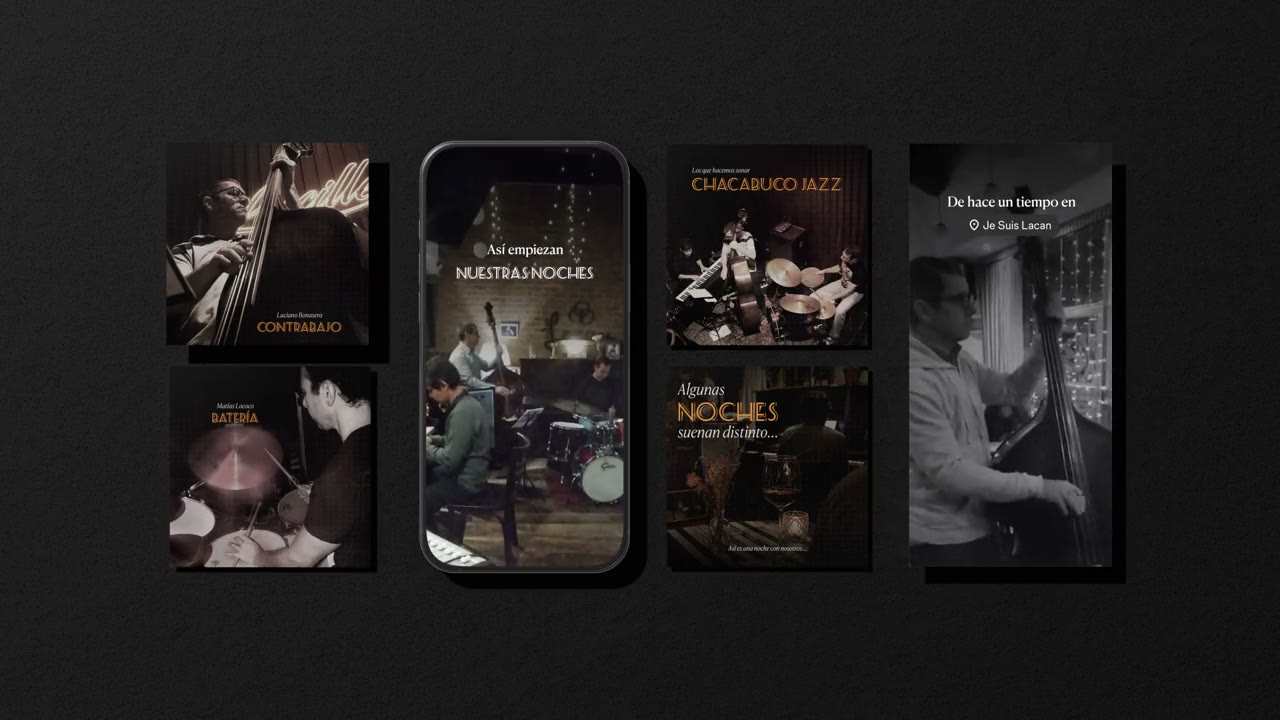 Luciano Bonasera
CONTRABAJO
Matías Lococo
BATERÍA
Así empiezan
NUESTRAS NOCHES
Los que hacemos sonar
CHACABUCO JAZZ
Algunas
NOCHES
suenan distinto...
Así es una noche con nosotros...
De hace un tiempo en
Je Suis Lacan